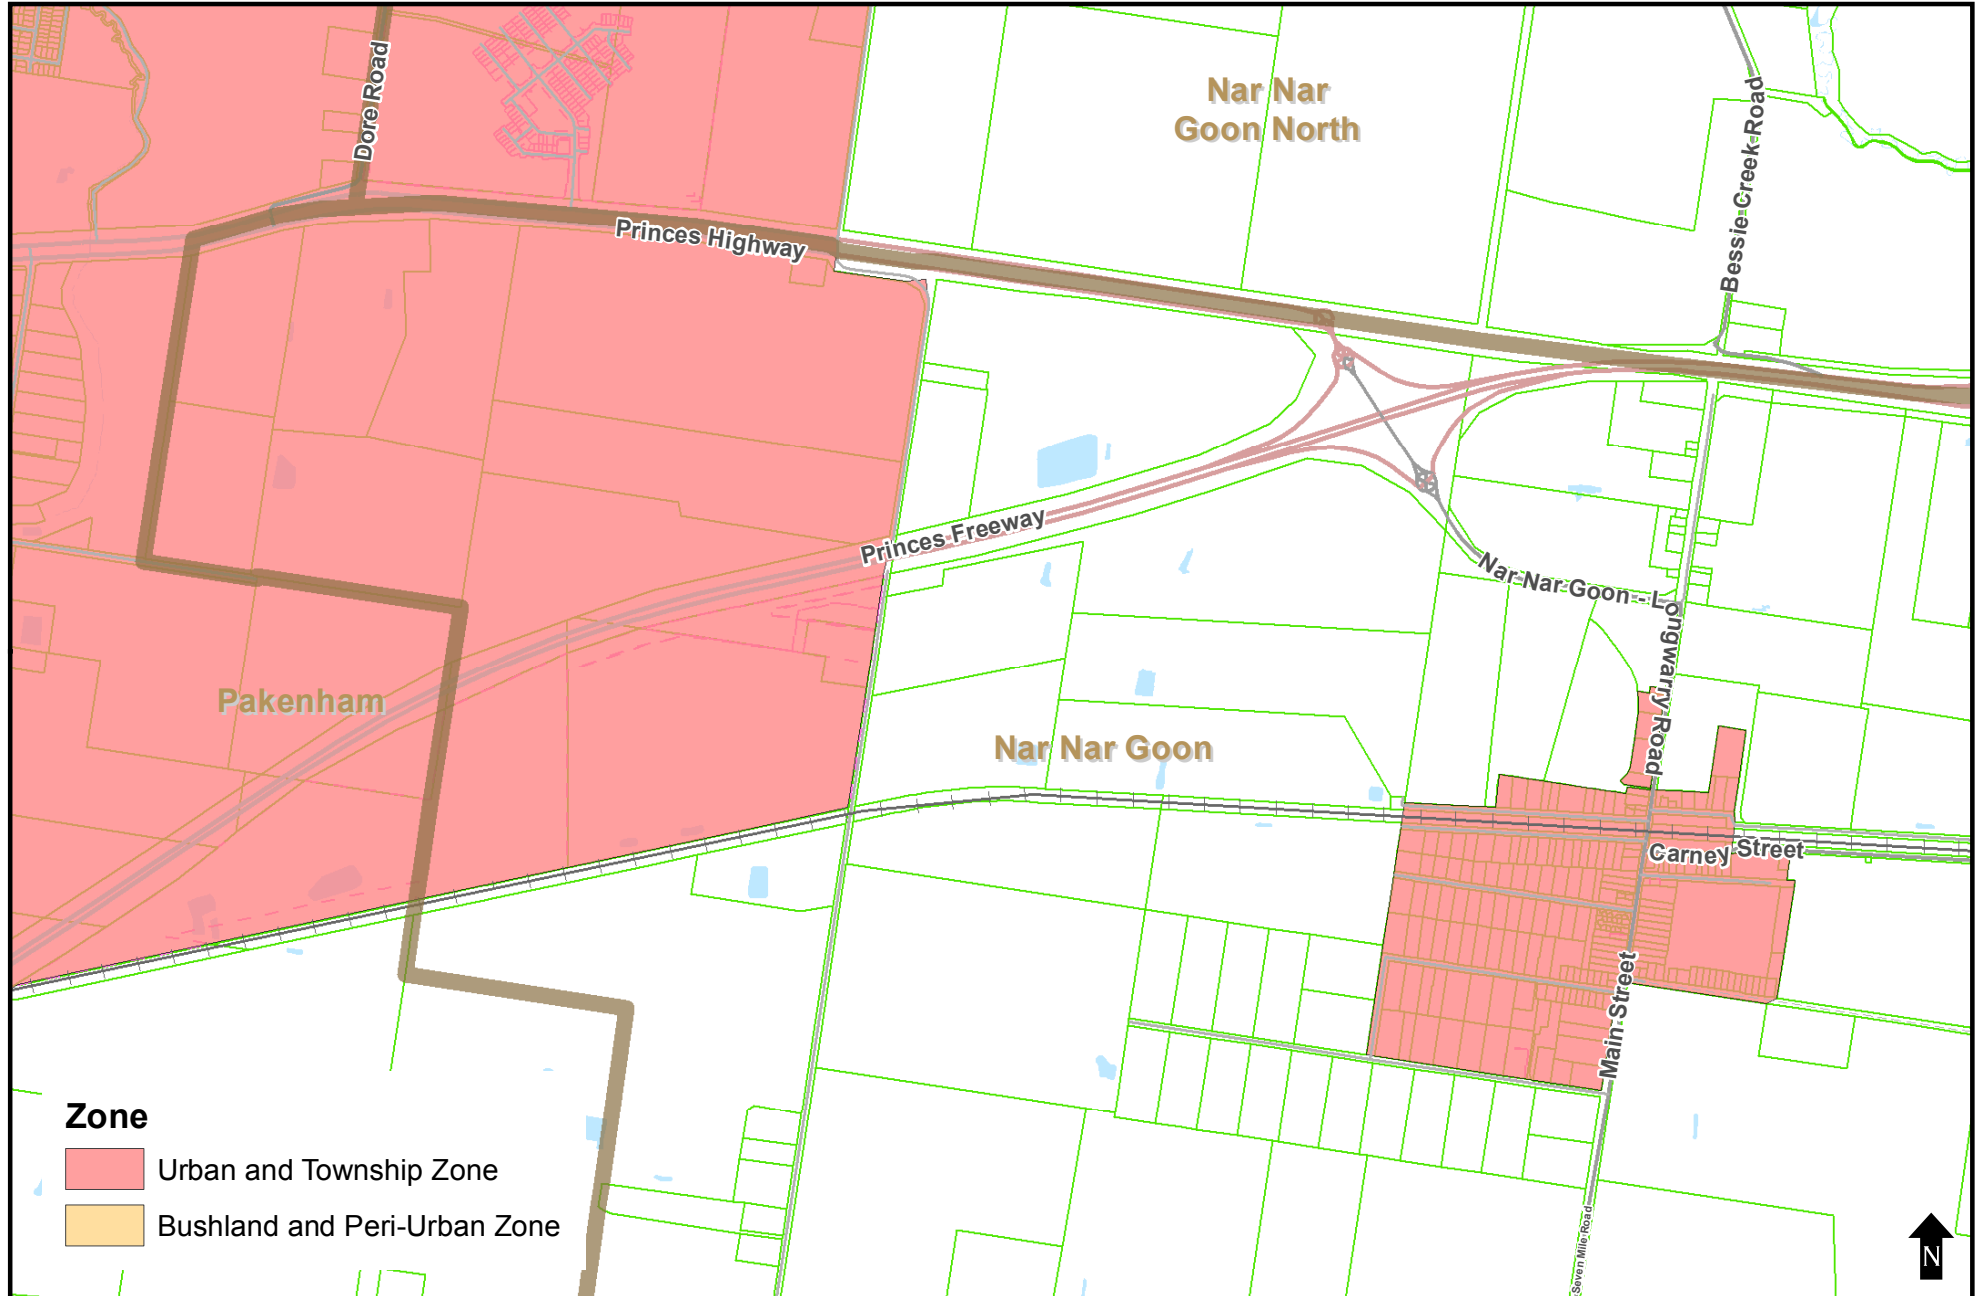 Nar Nar
Goon North
Dore Road
Bessie Creek Road
Princes Highway
Princes Freeway
Nar Nar Goon - Longwarry Road
Pakenham
Nar Nar Goon
Carney Street
Main Street
Seven Mile Road
Zone
Urban and Township Zone
Bushland and Peri-Urban Zone
N